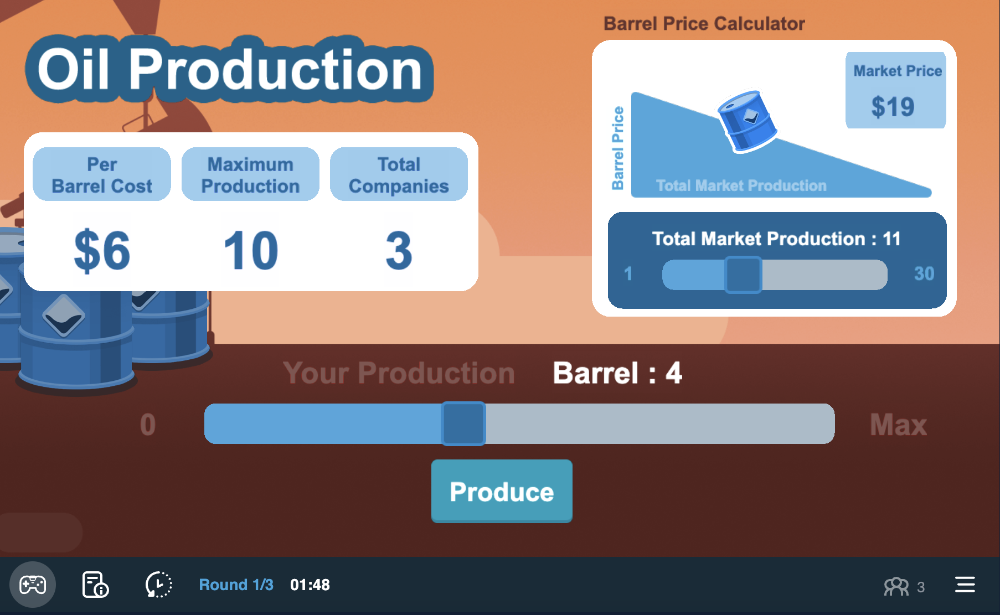 Oil Production
Per
Barrel Cost
$6
Maximum
Production
10
Total
Companies
3
Barrel Price Calculator
Market Price
$19
Barrel Price
Total Market Production
Total Market Production : 11
1
30
Your Production
Barrel : 4
0
Max
Produce
Round 1/3
01:48
3